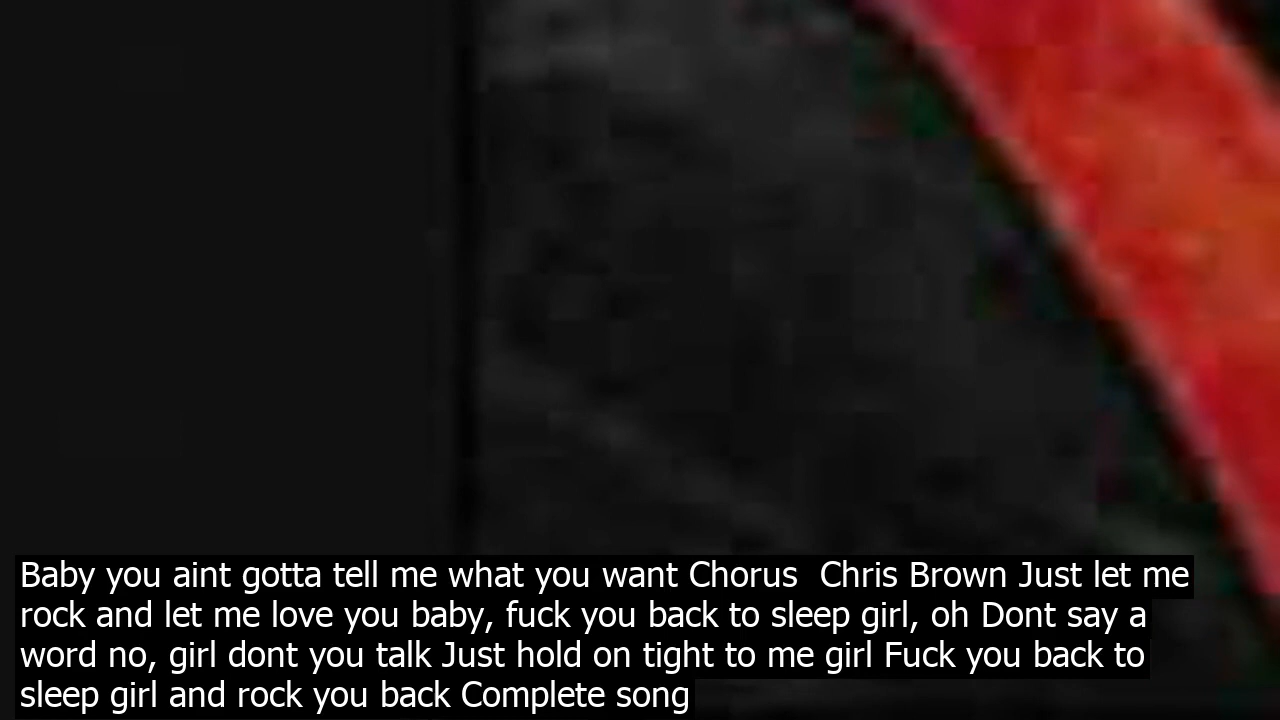 Baby you aint gotta tell me what you want Chorus  Chris Brown Just let me
rock and let me love you baby, fuck you back to sleep girl, oh Dont say a
word no, girl dont you talk Just hold on tight to me girl Fuck you back to
sleep girl and rock you back Complete song